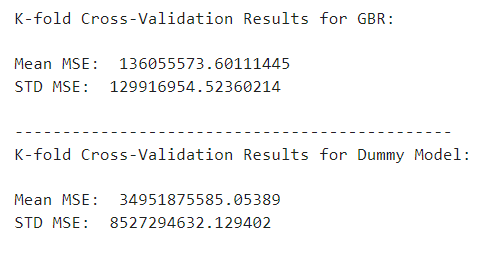 K-fold Cross-Validation Results for GBR:
Mean MSE:  136055573.60111445
STD MSE:  129916954.52360214
----------------------------------------------
K-fold Cross-Validation Results for Dummy Model:
Mean MSE:  34951875585.05389
STD MSE:  8527294632.129402